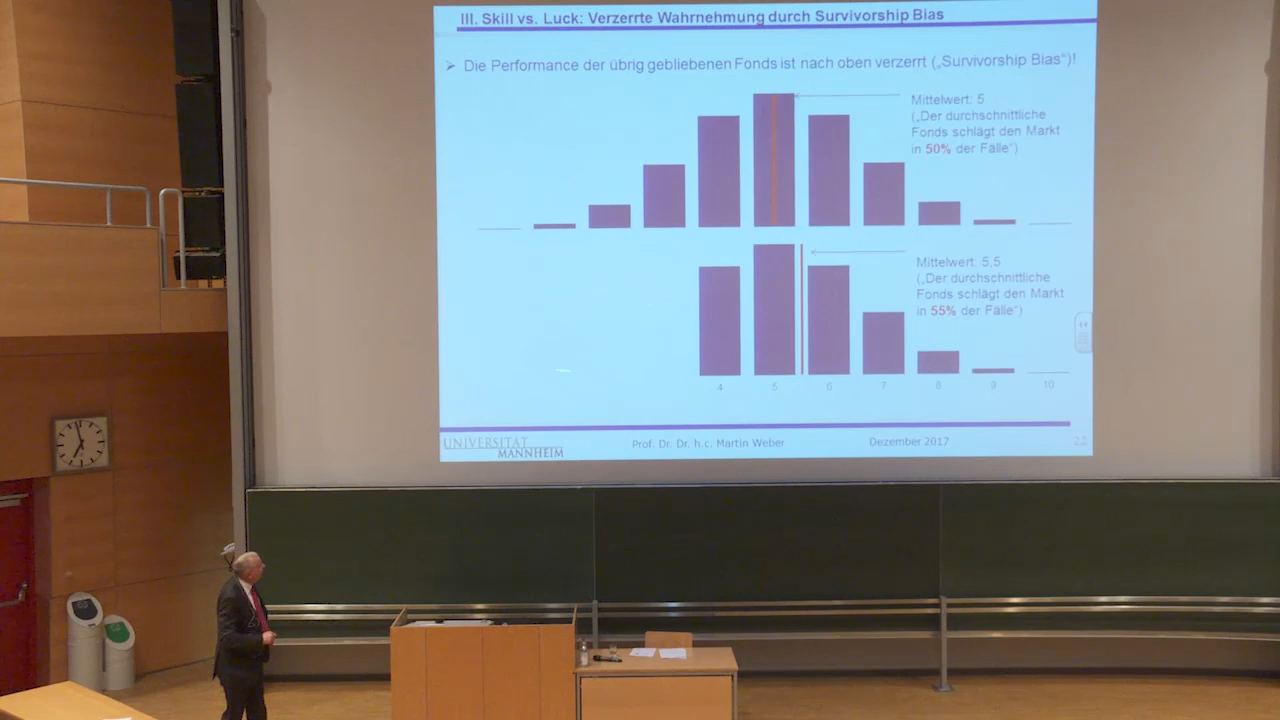 III. Skill vs. Luck: Verzerrte Wahrnehmung durch Survivorship Bias
➢ Die Performance der übrig gebliebenen Fonds ist nach oben verzerrt („Survivorship Bias“)!
Mittelwert: 5
(„Der durchschnittliche
Fonds schlägt den Markt
in 50% der Fälle“)
Mittelwert: 5,5
(„Der durchschnittliche
Fonds schlägt den Markt
in 55% der Fälle“)
4 5 6 7 8 9 10
UNIVERSITÄT
MANNHEIM
Prof. Dr. Dr. h.c. Martin Weber
Dezember 2017
22